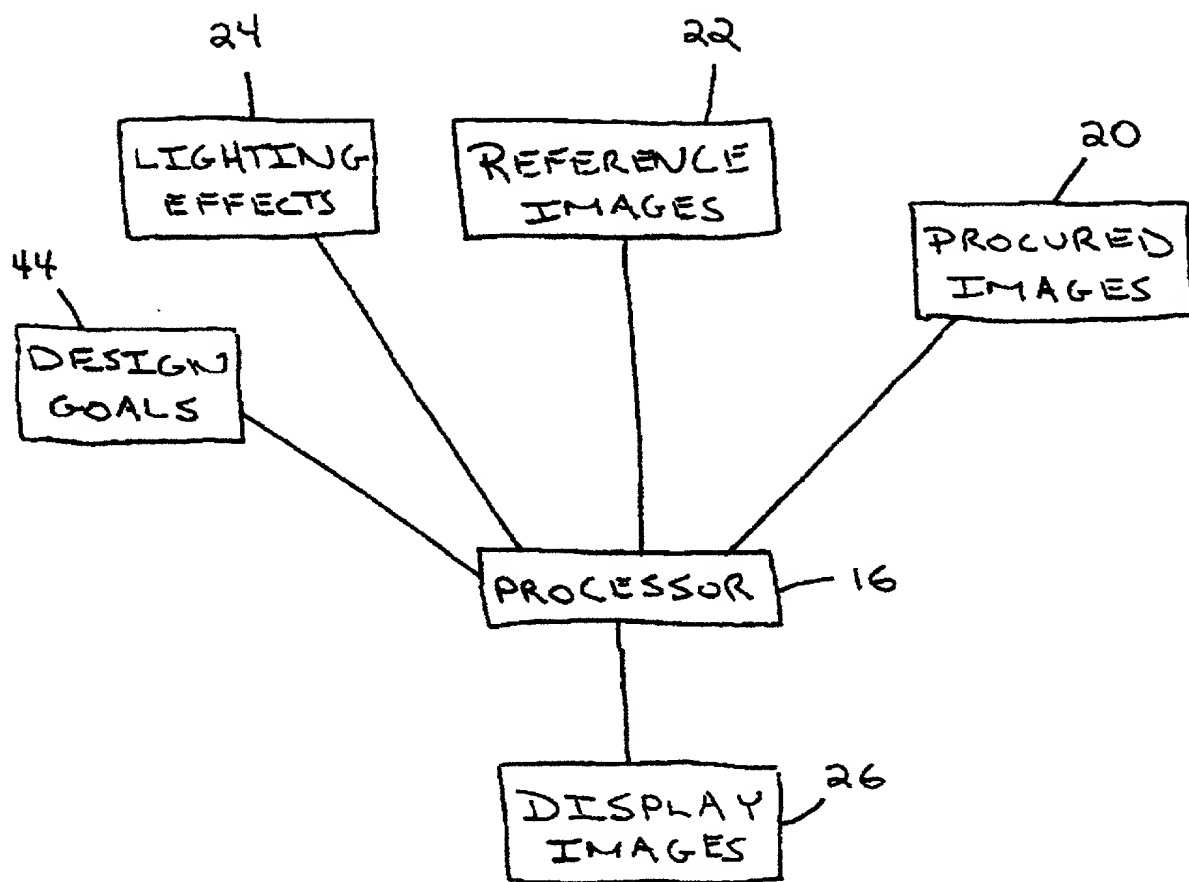 24
22
LIGHTING
EFFECTS
REFERENCE
IMAGES
20
PROCURED
IMAGES
44
DESIGN
GOALS
PROCESSOR
16
DISPLAY
IMAGES
26